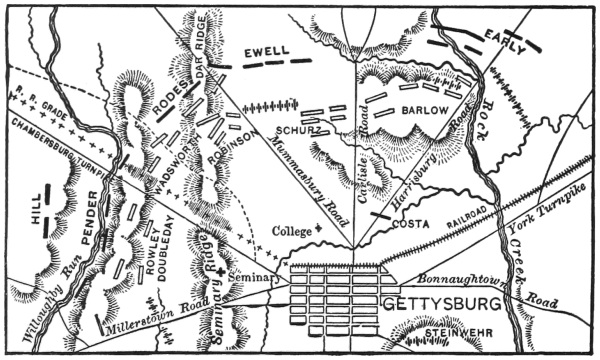 EWELL
EARLY
DAR RIDGE
RODES
R. R. GRADE
CHAMBERSBURG TURNPI
WADSWORTH
ROBINSON
SCHURZ
BARLOW
Rock
Carlisle Road
Harrisburg Road
Mummasburg Road
HILL
PENDER
ROWLEY
DOUBLEDAY
College
COSTA
RAILROAD
York Turnpike
Seminary Ridge
Seminary
Willoughby Run
Millerstown Road
Bonnaughtown Road
Creek
GETTYSBURG
STEINWEHR